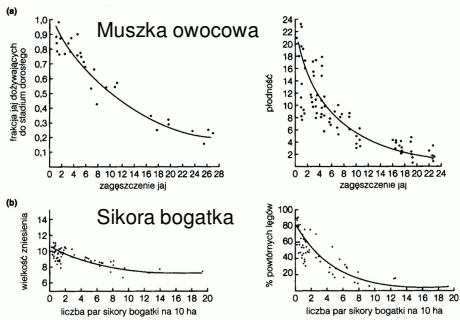 (a)
Muszka owocowa
frakcja jaj dożywających
do stadium dorosłego
1,0
0,9
0,8
0,7
0,6
0,5
0,4
0,3
0,2
0,1
0 2 4 6 8 10 12 14 16 18 20 22 24 26 28
zagęszczenie jaj
płodność
24
22
20
18
16
14
12
10
8
6
4
2
0 2 4 6 8 10 12 14 16 18 20 22 24
zagęszczenie jaj
(b)
Sikora bogatka
wielkość zniesienia
14
12
10
8
6
0 2 4 6 8 10 12 14 16 18 20
liczba par sikory bogatki na 10 ha
% powtórnych lęgów
100
80
60
40
20
0 2 4 6 8 10 12 14 16 18 20
liczba par sikory bogatki na 10 ha